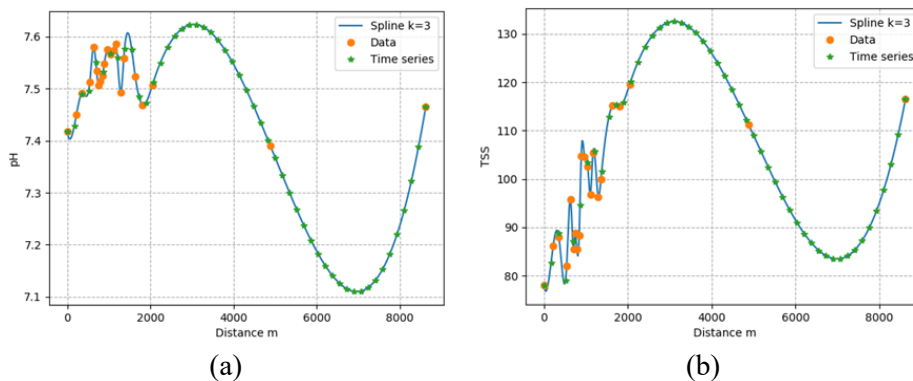 7.6
7.5
7.4
7.3
7.2
7.1
pH
0 2000 4000 6000 8000
Distance m
Spline k=3
Data
Time series
(a)
130
120
110
100
90
80
TSS
0 2000 4000 6000 8000
Distance m
Spline k=3
Data
Time series
(b)